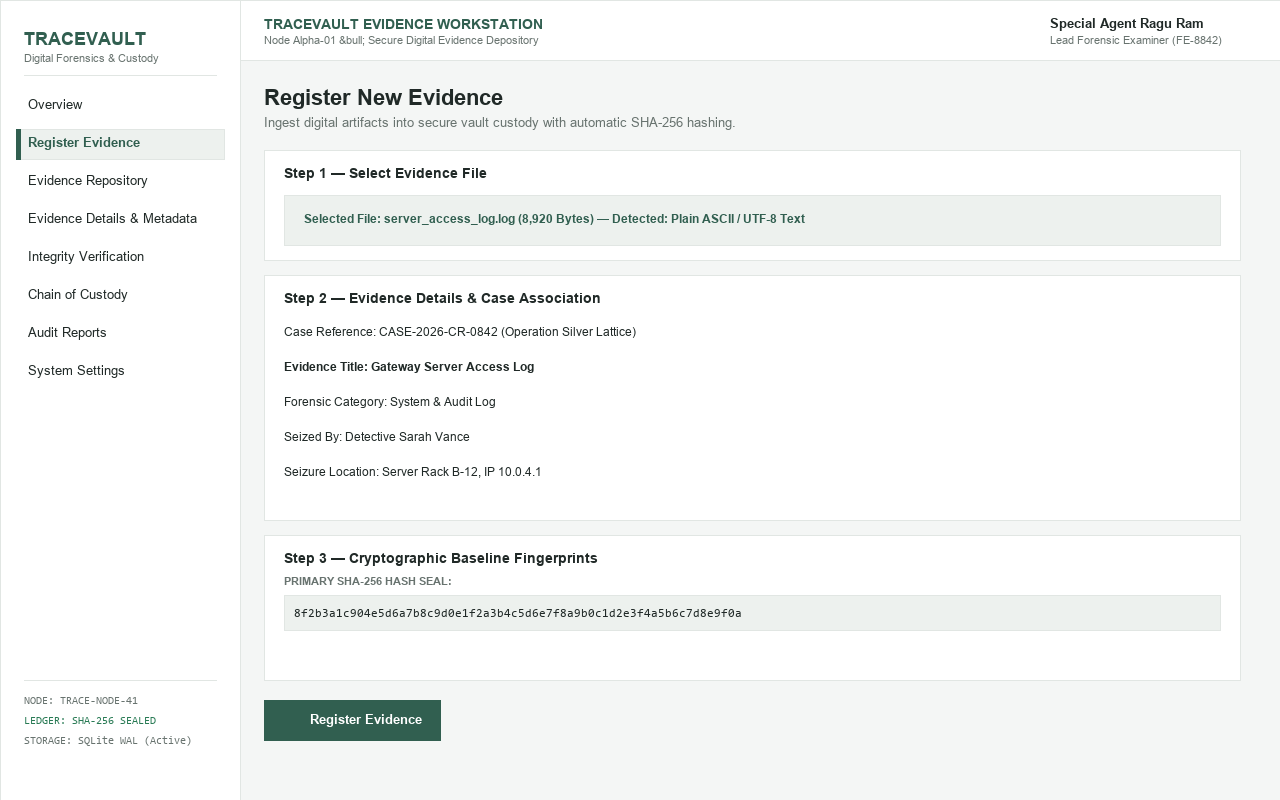 TRACEVAULT
Digital Forensics & Custody
Overview
Register Evidence
Evidence Repository
Evidence Details & Metadata
Integrity Verification
Chain of Custody
Audit Reports
System Settings
NODE: TRACE-NODE-41
LEDGER: SHA-256 SEALED
STORAGE: SQLite WAL (Active)
TRACEVAULT EVIDENCE WORKSTATION
Node Alpha-01 &bull; Secure Digital Evidence Depository
Special Agent Ragu Ram
Lead Forensic Examiner (FE-8842)
Register New Evidence
Ingest digital artifacts into secure vault custody with automatic SHA-256 hashing.
Step 1 — Select Evidence File
Selected File: server_access_log.log (8,920 Bytes) — Detected: Plain ASCII / UTF-8 Text
Step 2 — Evidence Details & Case Association
Case Reference: CASE-2026-CR-0842 (Operation Silver Lattice)
Evidence Title: Gateway Server Access Log
Forensic Category: System & Audit Log
Seized By: Detective Sarah Vance
Seizure Location: Server Rack B-12, IP 10.0.4.1
Step 3 — Cryptographic Baseline Fingerprints
PRIMARY SHA-256 HASH SEAL:
8f2b3a1c904e5d6a7b8c9d0e1f2a3b4c5d6e7f8a9b0c1d2e3f4a5b6c7d8e9f0a
Register Evidence